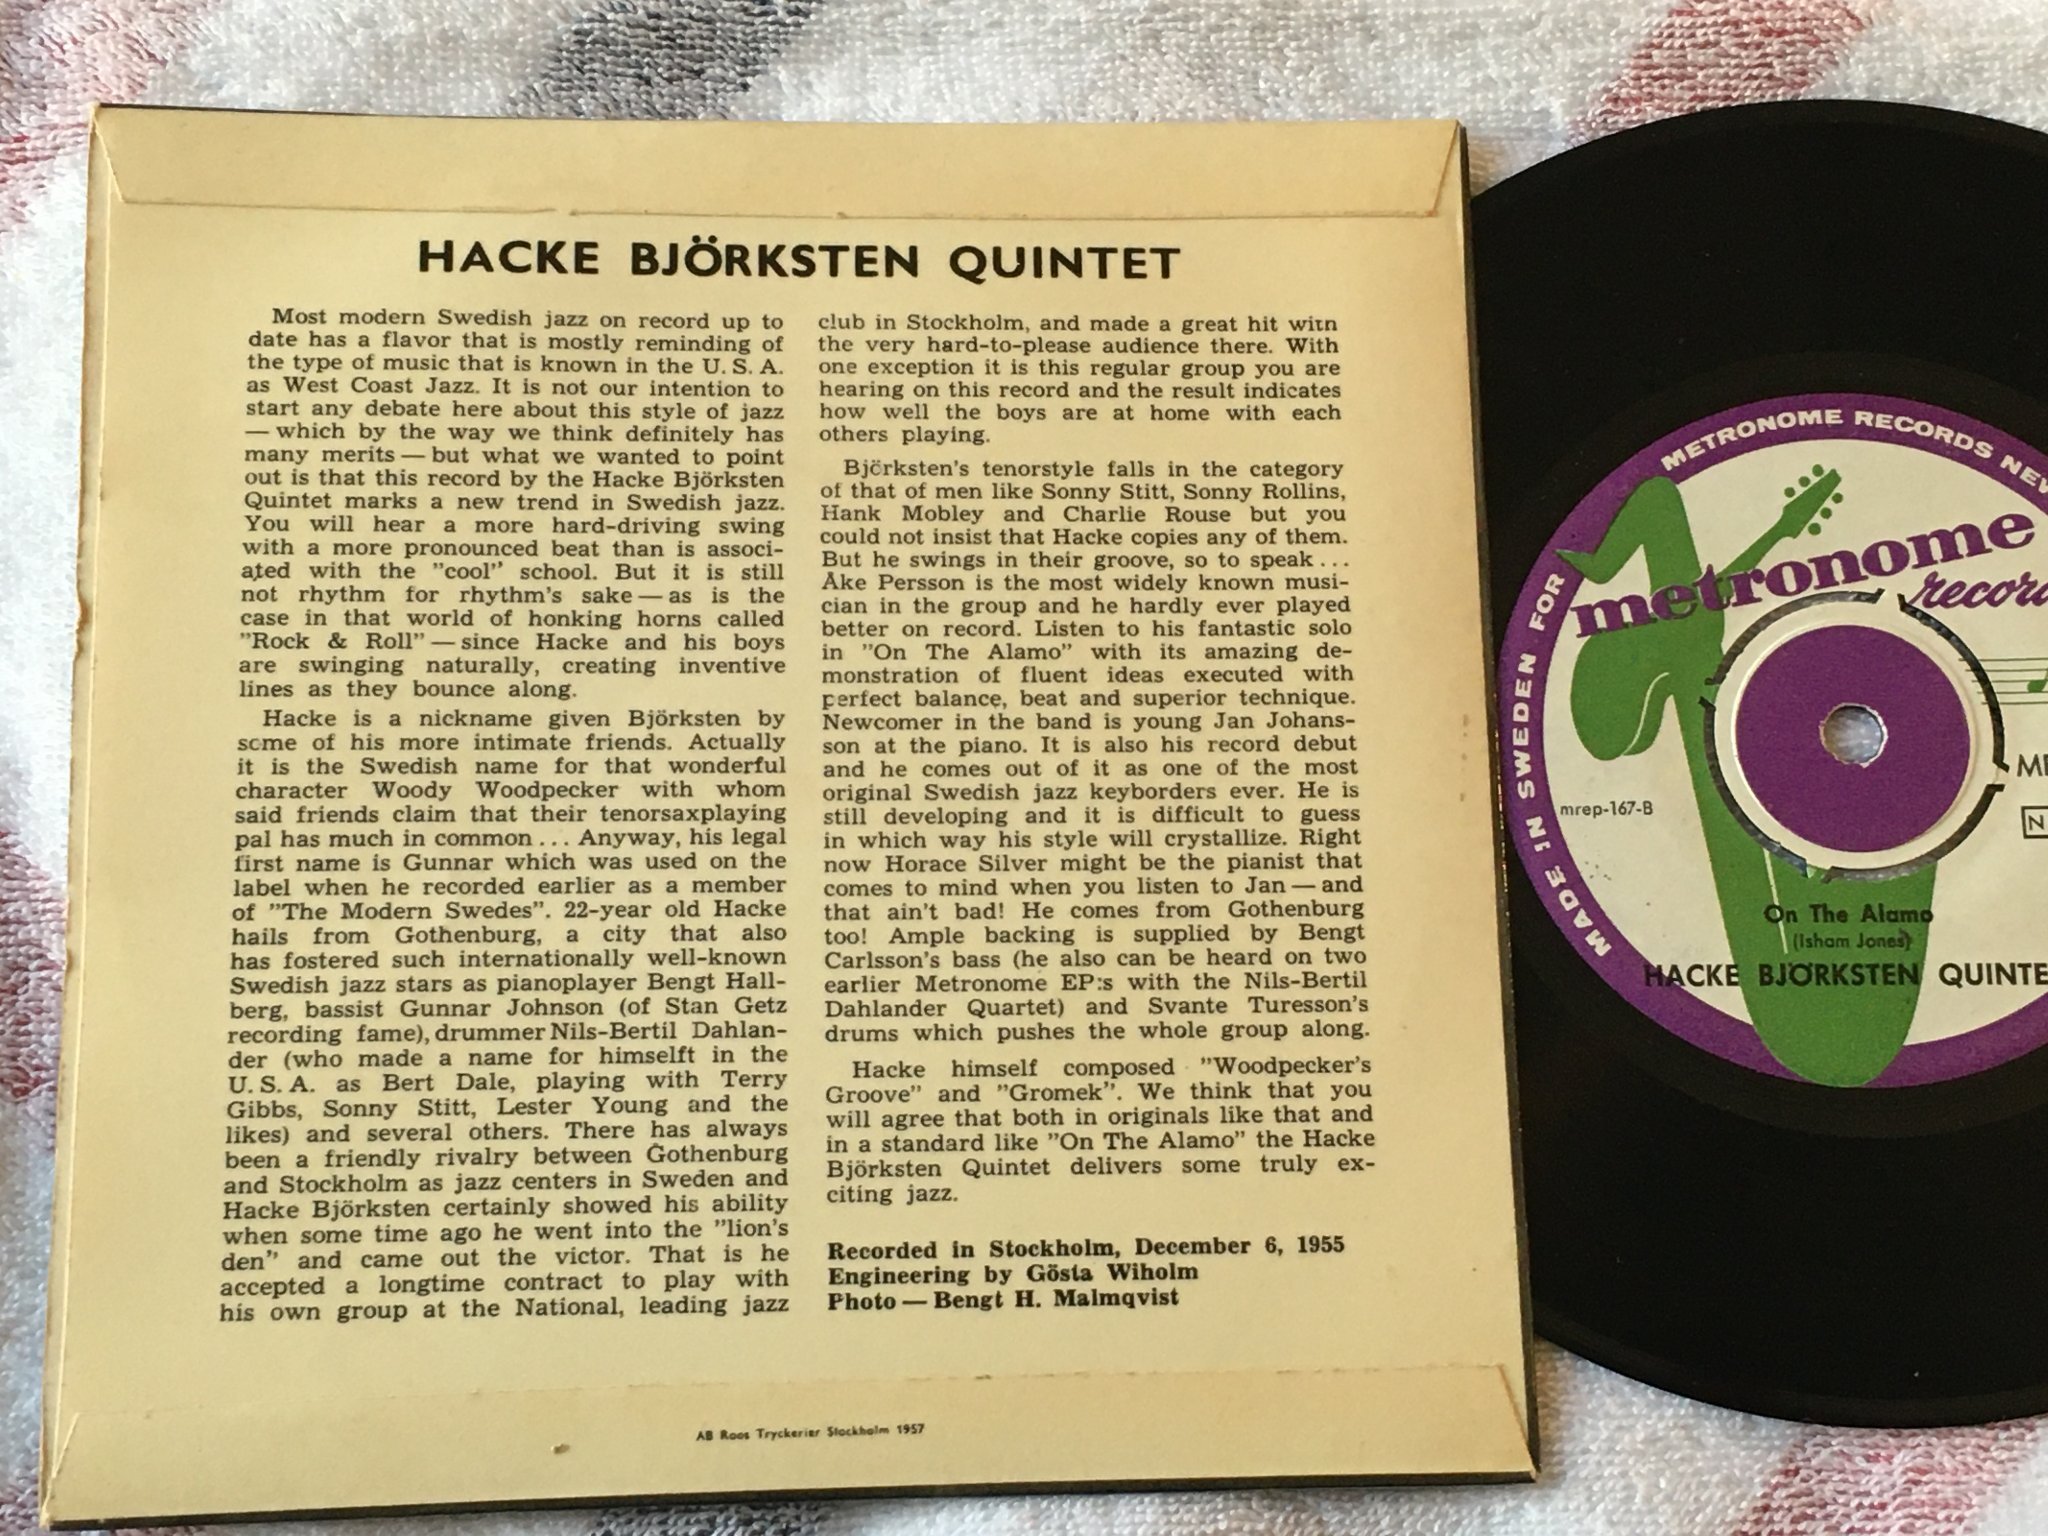 HACKE BJÖRKSTEN QUINTET
Most modern Swedish jazz on record up to
date has a flavor that is mostly reminding of
the type of music that is known in the U. S. A.
as West Coast Jazz. It is not our intention to
start any debate here about this style of jazz
— which by the way we think definitely has
many merits — but what we wanted to point
out is that this record by the Hacke Björksten
Quintet marks a new trend in Swedish jazz.
You will hear a more hard-driving swing
with a more pronounced beat than is associ-
ated with the ”cool” school. But it is still
not rhythm for rhythm's sake — as is the
case in that world of honking horns called
”Rock & Roll” — since Hacke and his boys
are swinging naturally, creating inventive
lines as they bounce along.
Hacke is a nickname given Björksten by
some of his more intimate friends. Actually
it is the Swedish name for that wonderful
character Woody Woodpecker with whom
said friends claim that their tenorsaxplaying
pal has much in common ... Anyway, his legal
first name is Gunnar which was used on the
label when he recorded earlier as a member
of ”The Modern Swedes”. 22-year old Hacke
hails from Gothenburg, a city that also
has fostered such internationally well-known
Swedish jazz stars as pianoplayer Bengt Hall-
berg, bassist Gunnar Johnson (of Stan Getz
recording fame), drummer Nils-Bertil Dahlan-
der (who made a name for himselft in the
U. S. A. as Bert Dale, playing with Terry
Gibbs, Sonny Stitt, Lester Young and the
likes) and several others. There has always
been a friendly rivalry between Gothenburg
and Stockholm as jazz centers in Sweden and
Hacke Björksten certainly showed his ability
when some time ago he went into the ”lion's
den” and came out the victor. That is he
accepted a longtime contract to play with
his own group at the National, leading jazz
club in Stockholm, and made a great hit with
the very hard-to-please audience there. With
one exception it is this regular group you are
hearing on this record and the result indicates
how well the boys are at home with each
others playing.
Björksten's tenorstyle falls in the category
of that of men like Sonny Stitt, Sonny Rollins,
Hank Mobley and Charlie Rouse but you
could not insist that Hacke copies any of them.
But he swings in their groove, so to speak ...
Åke Persson is the most widely known musi-
cian in the group and he hardly ever played
better on record. Listen to his fantastic solo
in ”On The Alamo” with its amazing de-
monstration of fluent ideas executed with
perfect balance, beat and superior technique.
Newcomer in the band is young Jan Johans-
son at the piano. It is also his record debut
and he comes out of it as one of the most
original Swedish jazz keyborders ever. He is
still developing and it is difficult to guess
in which way his style will crystallize. Right
now Horace Silver might be the pianist that
comes to mind when you listen to Jan — and
that ain't bad! He comes from Gothenburg
too! Ample backing is supplied by Bengt
Carlsson's bass (he also can be heard on two
earlier Metronome EP:s with the Nils-Bertil
Dahlander Quartet) and Svante Turesson's
drums which pushes the whole group along.
Hacke himself composed ”Woodpecker's
Groove” and ”Gromek”. We think that you
will agree that both in originals like that and
in a standard like ”On The Alamo” the Hacke
Björksten Quintet delivers some truly ex-
citing jazz.
Recorded in Stockholm, December 6, 1955
Engineering by Gösta Wiholm
Photo — Bengt H. Malmqvist
AB Roos Tryckerier Stockholm 1957
MADE IN SWEDEN FOR METRONOME RECORDS NEW
metronome
record
mrep-167-B
N
On The Alamo
(Isham Jones)
HACKE BJÖRKSTEN QUINTE